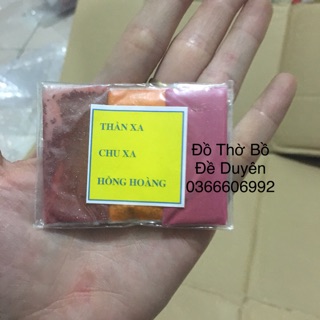 THẦN XA
CHU XA
HỒNG HOÀNG
Đồ Thờ Bồ
Đề Duyên
0366606992